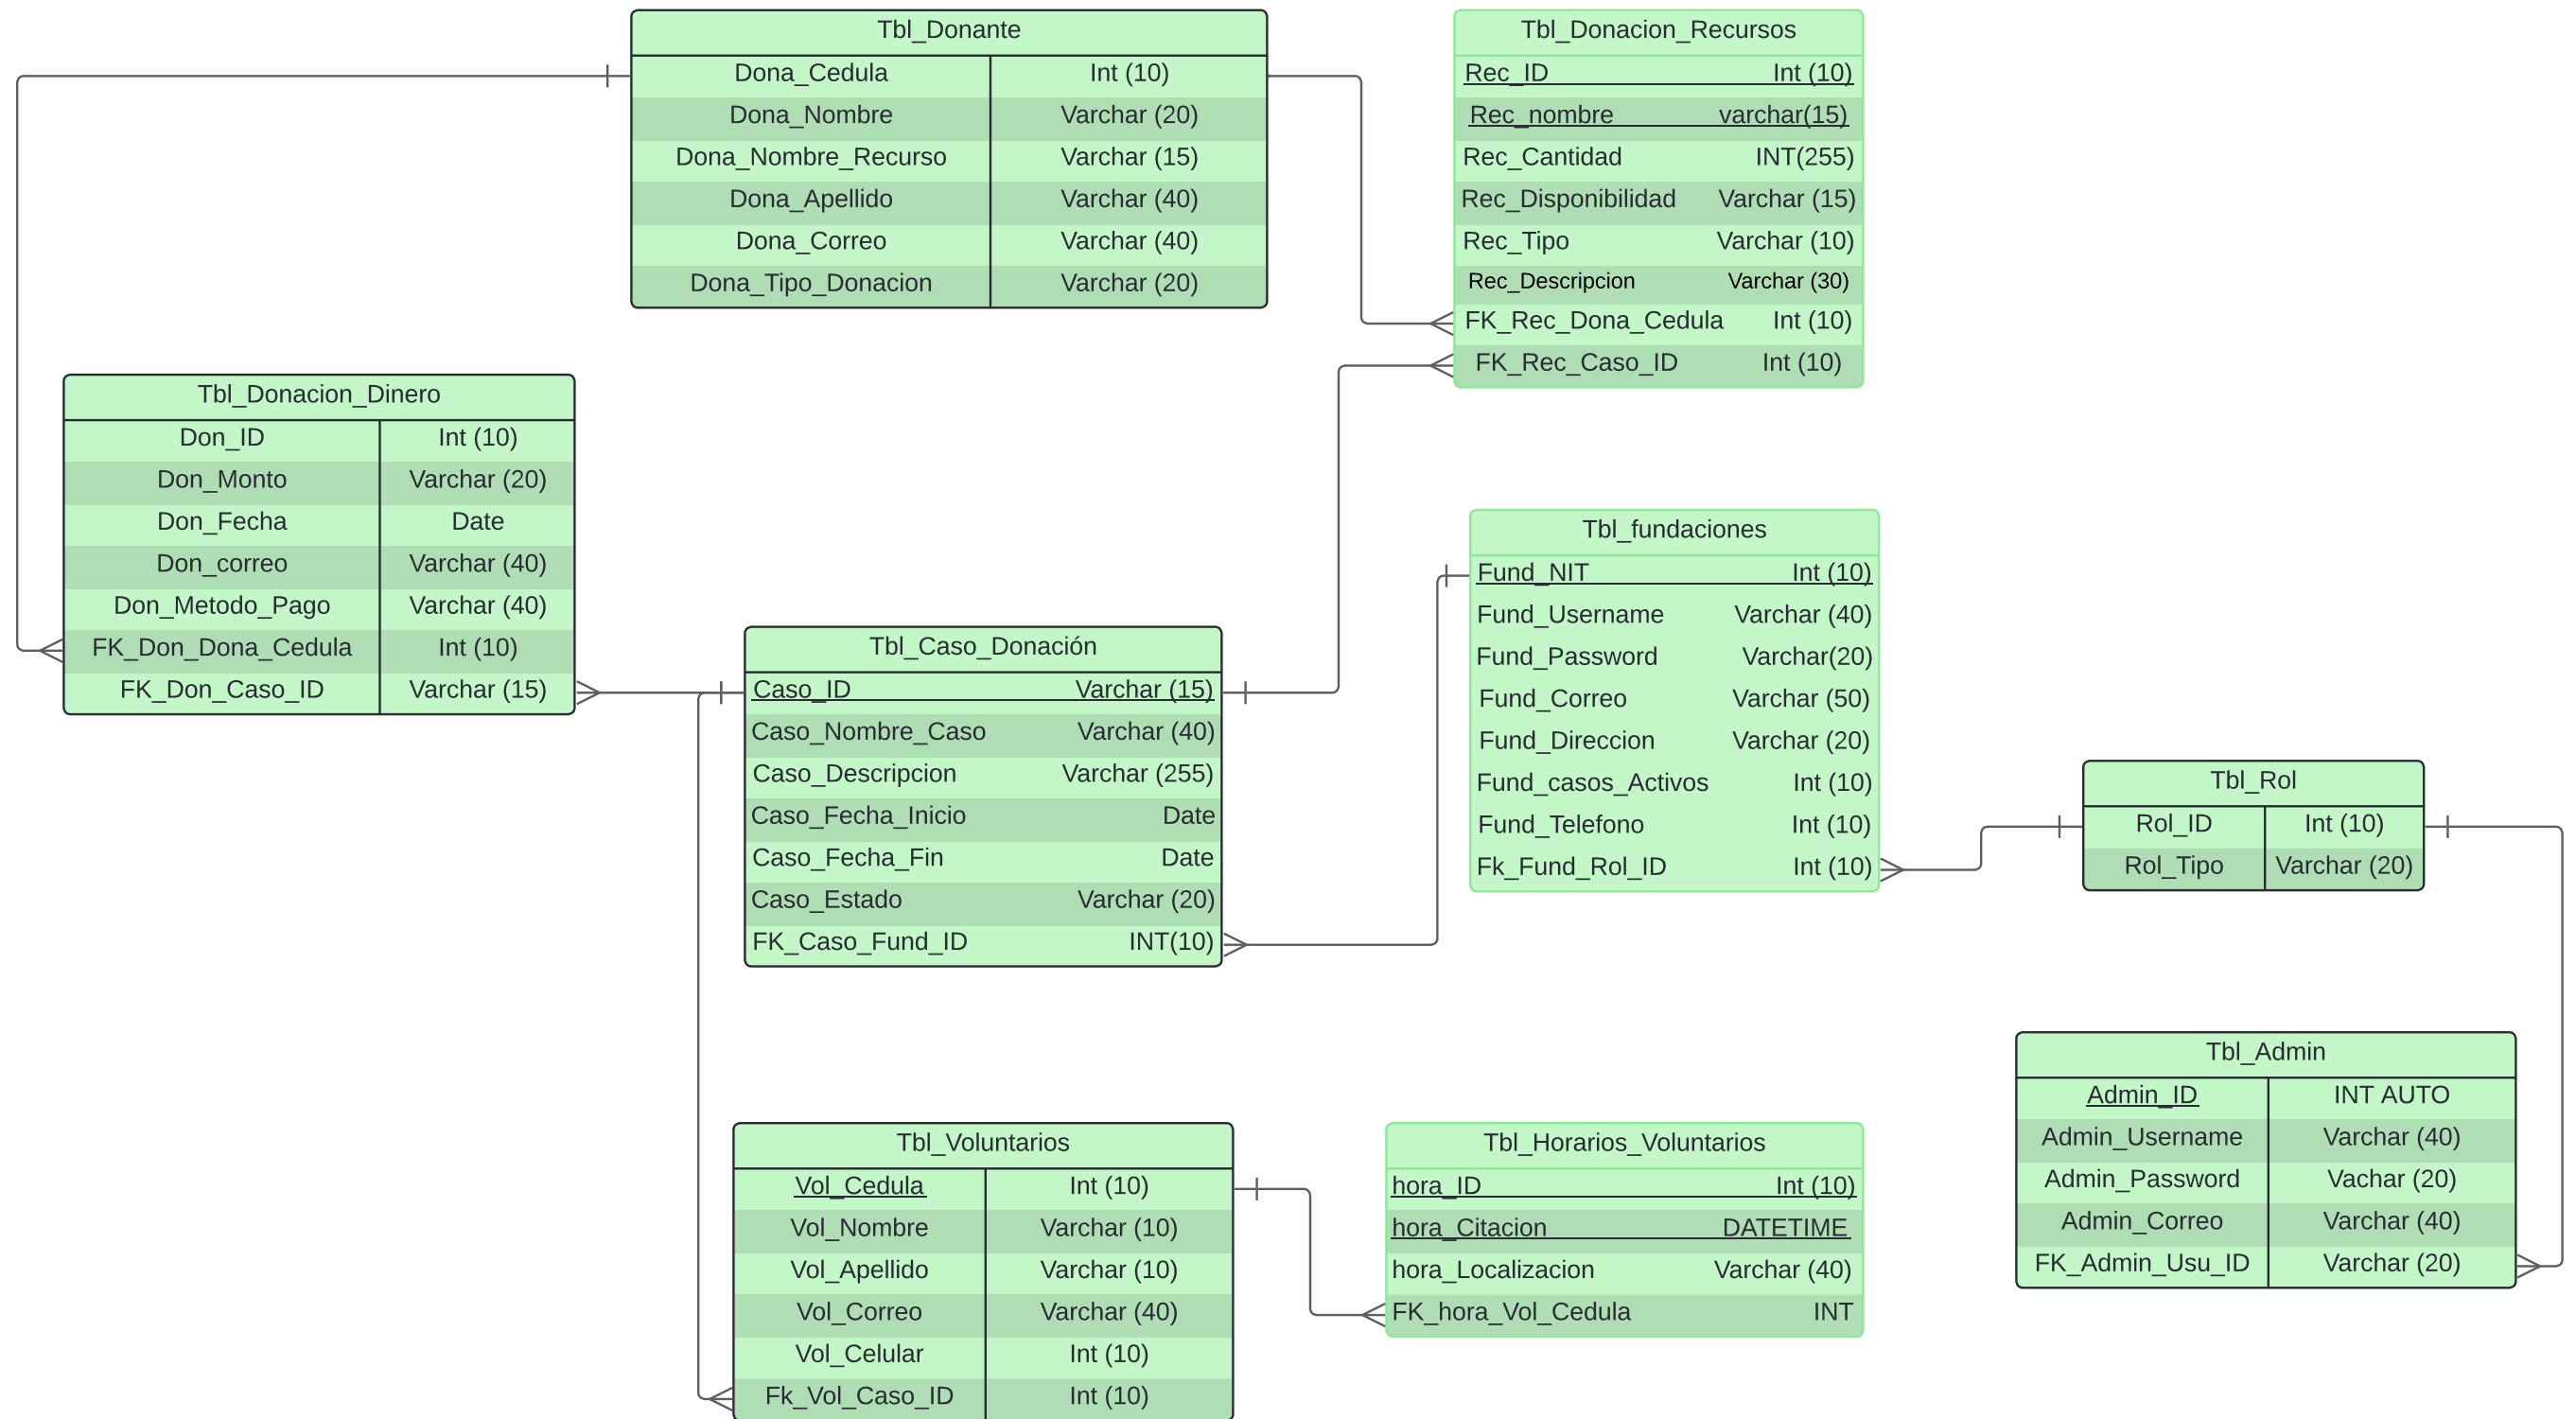 Tbl_Donante
Dona_Cedula Int (10)
Dona_Nombre Varchar (20)
Dona_Nombre_Recurso Varchar (15)
Dona_Apellido Varchar (40)
Dona_Correo Varchar (40)
Dona_Tipo_Donacion Varchar (20)
Tbl_Donacion_Recursos
Rec_ID Int (10)
Rec_nombre varchar(15)
Rec_Cantidad INT(255)
Rec_Disponibilidad Varchar (15)
Rec_Tipo Varchar (10)
Rec_Descripcion Varchar (30)
FK_Rec_Dona_Cedula Int (10)
FK_Rec_Caso_ID Int (10)
Tbl_Donacion_Dinero
Don_ID Int (10)
Don_Monto Varchar (20)
Don_Fecha Date
Don_correo Varchar (40)
Don_Metodo_Pago Varchar (40)
FK_Don_Dona_Cedula Int (10)
FK_Don_Caso_ID Varchar (15)
Tbl_Caso_Donación
Caso_ID Varchar (15)
Caso_Nombre_Caso Varchar (40)
Caso_Descripcion Varchar (255)
Caso_Fecha_Inicio Date
Caso_Fecha_Fin Date
Caso_Estado Varchar (20)
FK_Caso_Fund_ID INT(10)
Tbl_fundaciones
Fund_NIT Int (10)
Fund_Username Varchar (40)
Fund_Password Varchar(20)
Fund_Correo Varchar (50)
Fund_Direccion Varchar (20)
Fund_casos_Activos Int (10)
Fund_Telefono Int (10)
Fk_Fund_Rol_ID Int (10)
Tbl_Rol
Rol_ID Int (10)
Rol_Tipo Varchar (20)
Tbl_Admin
Admin_ID INT AUTO
Admin_Username Varchar (40)
Admin_Password Vachar (20)
Admin_Correo Varchar (40)
FK_Admin_Usu_ID Varchar (20)
Tbl_Voluntarios
Vol_Cedula Int (10)
Vol_Nombre Varchar (10)
Vol_Apellido Varchar (10)
Vol_Correo Varchar (40)
Vol_Celular Int (10)
Fk_Vol_Caso_ID Int (10)
Tbl_Horarios_Voluntarios
hora_ID Int (10)
hora_Citacion DATETIME
hora_Localizacion Varchar (40)
FK_hora_Vol_Cedula INT